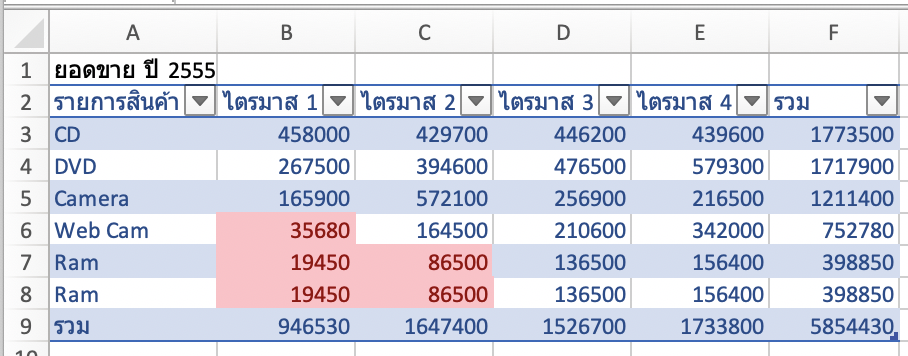 A B C D E F
1 ยอดขาย ปี 2555
2 รายการสินค้า ไตรมาส 1 ไตรมาส 2 ไตรมาส 3 ไตรมาส 4 รวม
3 CD 458000 429700 446200 439600 1773500
4 DVD 267500 394600 476500 579300 1717900
5 Camera 165900 572100 256900 216500 1211400
6 Web Cam 35680 164500 210600 342000 752780
7 Ram 19450 86500 136500 156400 398850
8 Ram 19450 86500 136500 156400 398850
9 รวม 946530 1647400 1526700 1733800 5854430